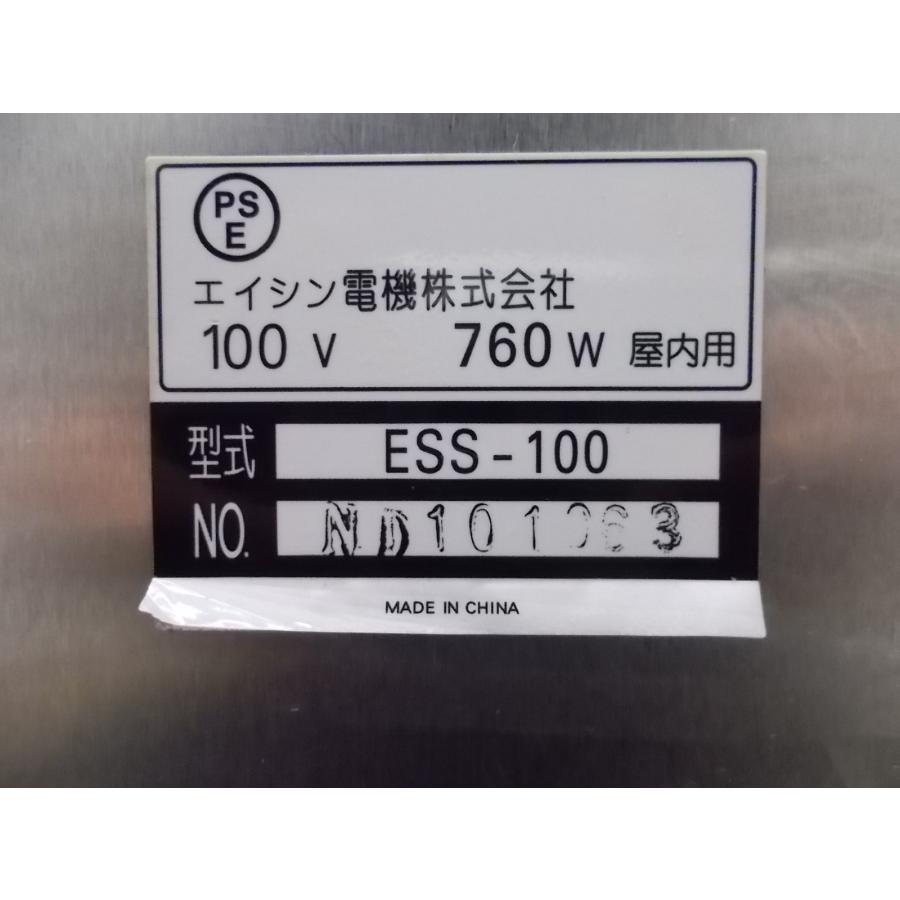 PS
E
エイシン電機株式会社
100 V 760 W 屋内用
型式 ESS-100
NO.
MADE IN CHINA